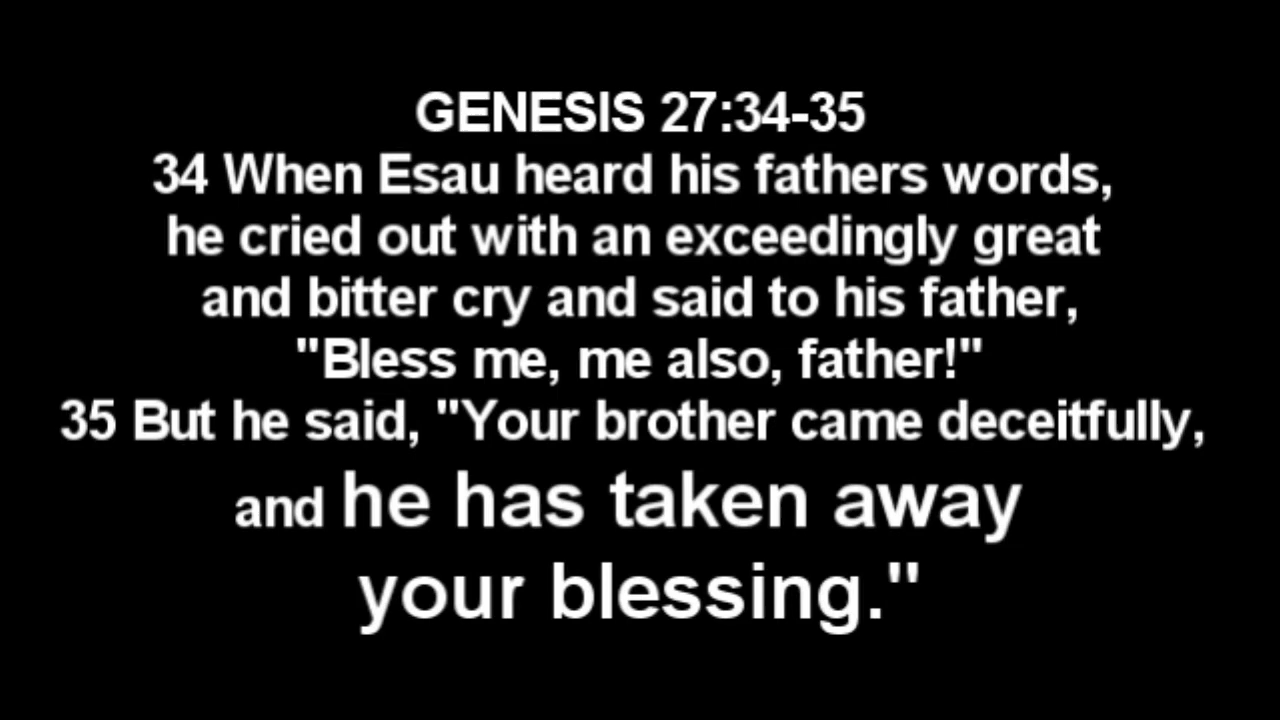 GENESIS 27:34-35
34 When Esau heard his fathers words,
he cried out with an exceedingly great
and bitter cry and said to his father,
"Bless me, me also, father!"
35 But he said, "Your brother came deceitfully,
and he has taken away
your blessing."